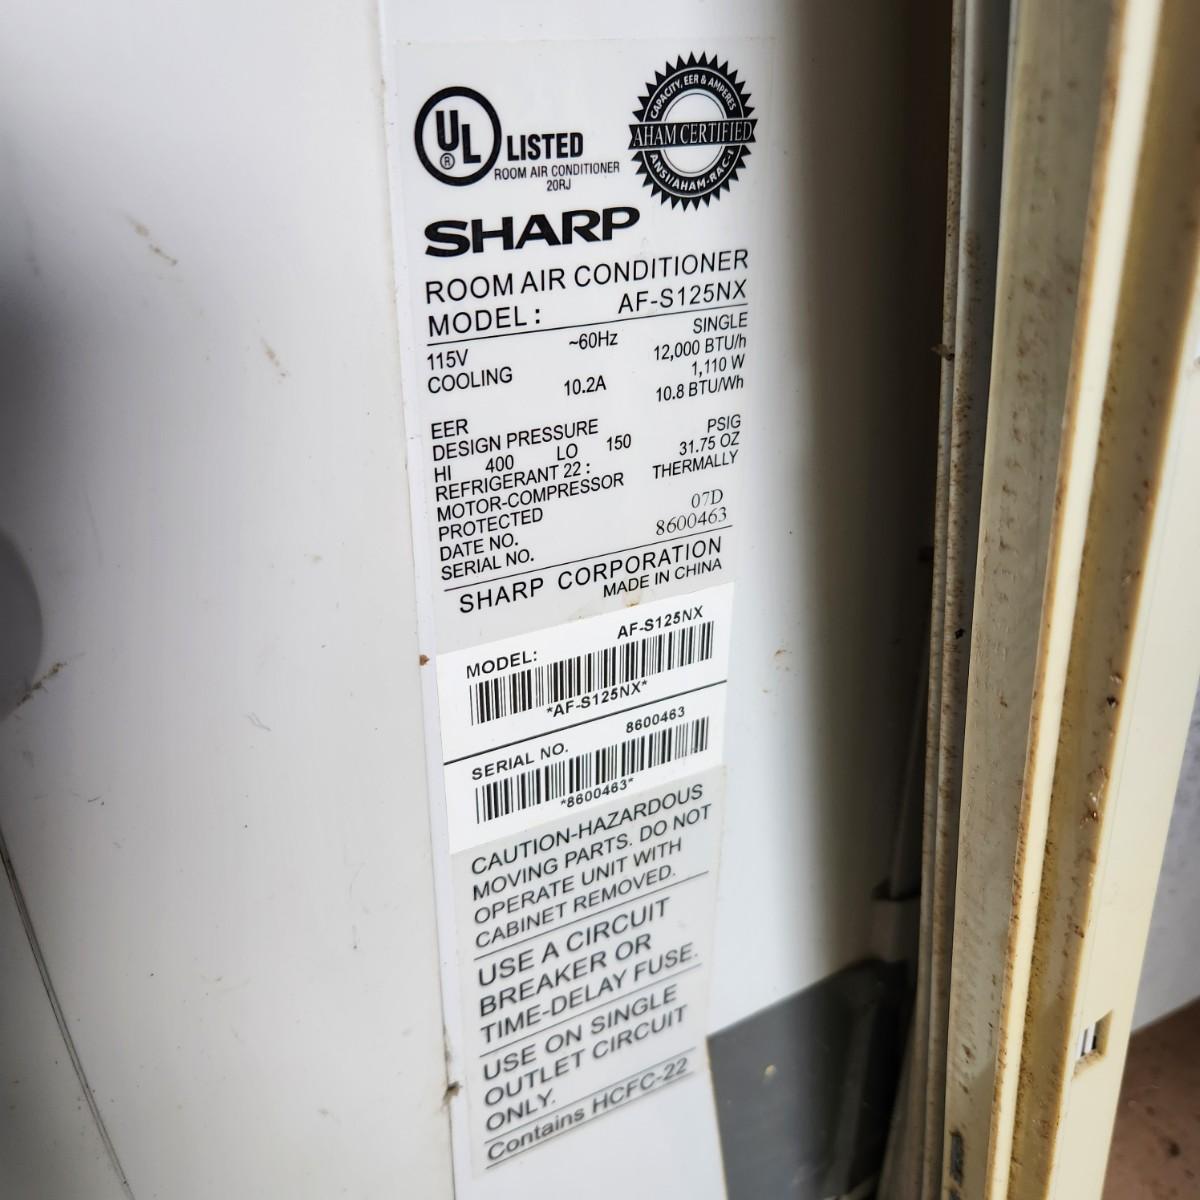 UL
®
LISTED
ROOM AIR CONDITIONER
20RJ
CAPACITY, EER & AMPERES
AHAM CERTIFIED
ANSI/AHAM-RAC-1
SHARP
ROOM AIR CONDITIONER
MODEL: AF-S125NX
115V ~60Hz SINGLE
COOLING 12,000 BTU/h
10.2A 1,110 W
EER 10.8 BTU/Wh
DESIGN PRESSURE
HI 400 LO 150 PSIG
REFRIGERANT 22: 31.75 OZ
MOTOR-COMPRESSOR THERMALLY
PROTECTED
DATE NO. 07D
SERIAL NO. 8600463
SHARP CORPORATION
MADE IN CHINA
MODEL: AF-S125NX
*AF-S125NX*
SERIAL NO. 8600463
*8600463*
CAUTION-HAZARDOUS
MOVING PARTS. DO NOT
OPERATE UNIT WITH
CABINET REMOVED.
USE A CIRCUIT
BREAKER OR
TIME-DELAY FUSE.
USE ON SINGLE
OUTLET CIRCUIT
ONLY.
Contains HCFC-22